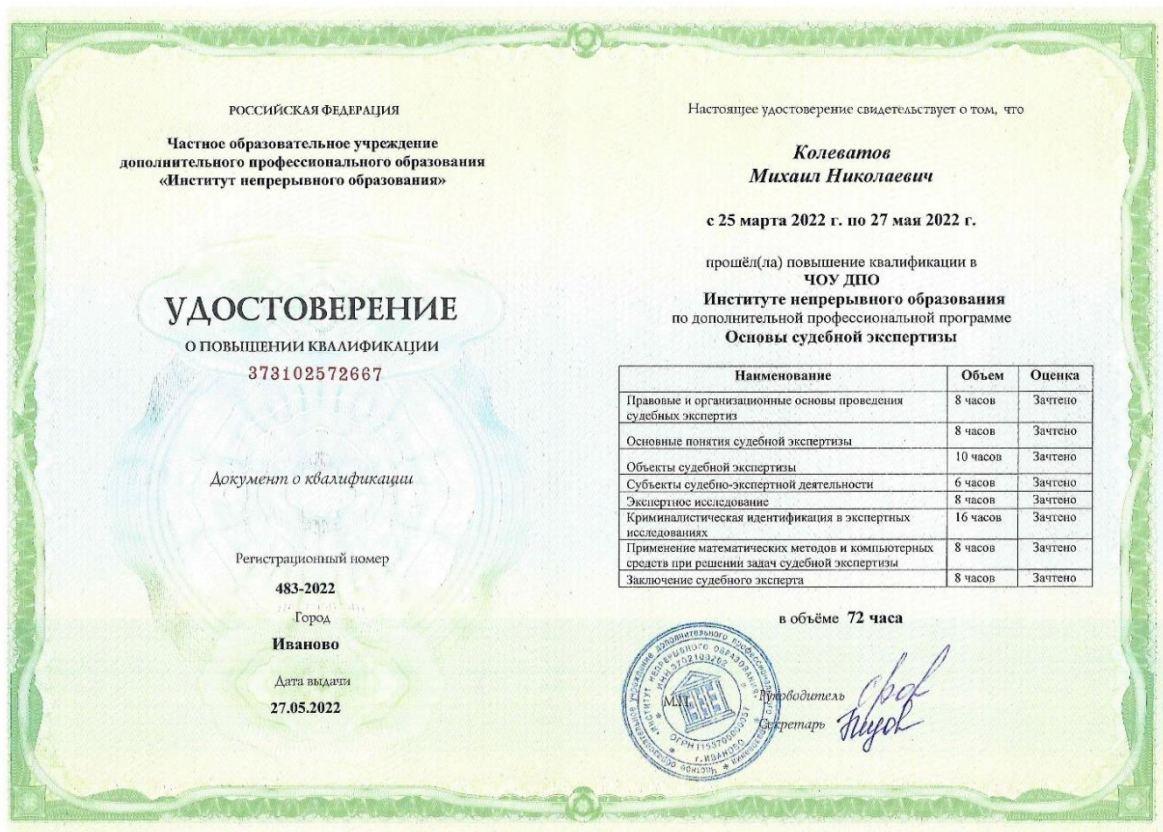 РОССИЙСКАЯ ФЕДЕРАЦИЯ
Частное образовательное учреждение
дополнительного профессионального образования
«Институт непрерывного образования»
УДОСТОВЕРЕНИЕ
О ПОВЫШЕНИИ КВАЛИФИКАЦИИ
373102572667
Документ о квалификации
Регистрационный номер
483-2022
Город
Иваново
Дата выдачи
27.05.2022
Настоящее удостоверение свидетельствует о том, что
Колеватов
Михаил Николаевич
с 25 марта 2022 г. по 27 мая 2022 г.
прошёл(ла) повышение квалификации в
ЧОУ ДПО
Институте непрерывного образования
по дополнительной профессиональной программе
Основы судебной экспертизы
Наименование Объем Оценка
Правовые и организационные основы проведения 8 часов Зачтено
судебных экспертиз
Основные понятия судебной экспертизы 8 часов Зачтено
Объекты судебной экспертизы 10 часов Зачтено
Субъекты судебно-экспертной деятельности 6 часов Зачтено
Экспертное исследование 8 часов Зачтено
Криминалистическая идентификация в экспертных 16 часов Зачтено
исследованиях
Применение математических методов и компьютерных 8 часов Зачтено
средств при решении задач судебной экспертизы
Заключение судебного эксперта 8 часов Зачтено
в объёме 72 часа
М.П.
Руководитель
Секретарь
г. ИВАНОВО